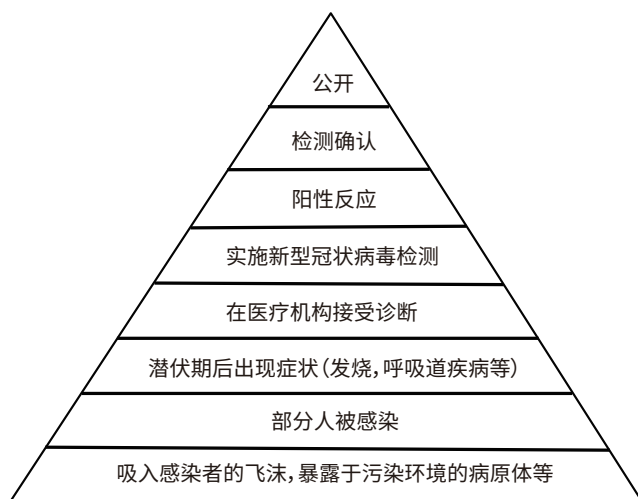 公开
检测确认
阳性反应
实施新型冠状病毒检测
在医疗机构接受诊断
潜伏期后出现症状(发烧,呼吸道疾病等)
部分人被感染
吸入感染者的飞沫,暴露于污染环境的病原体等